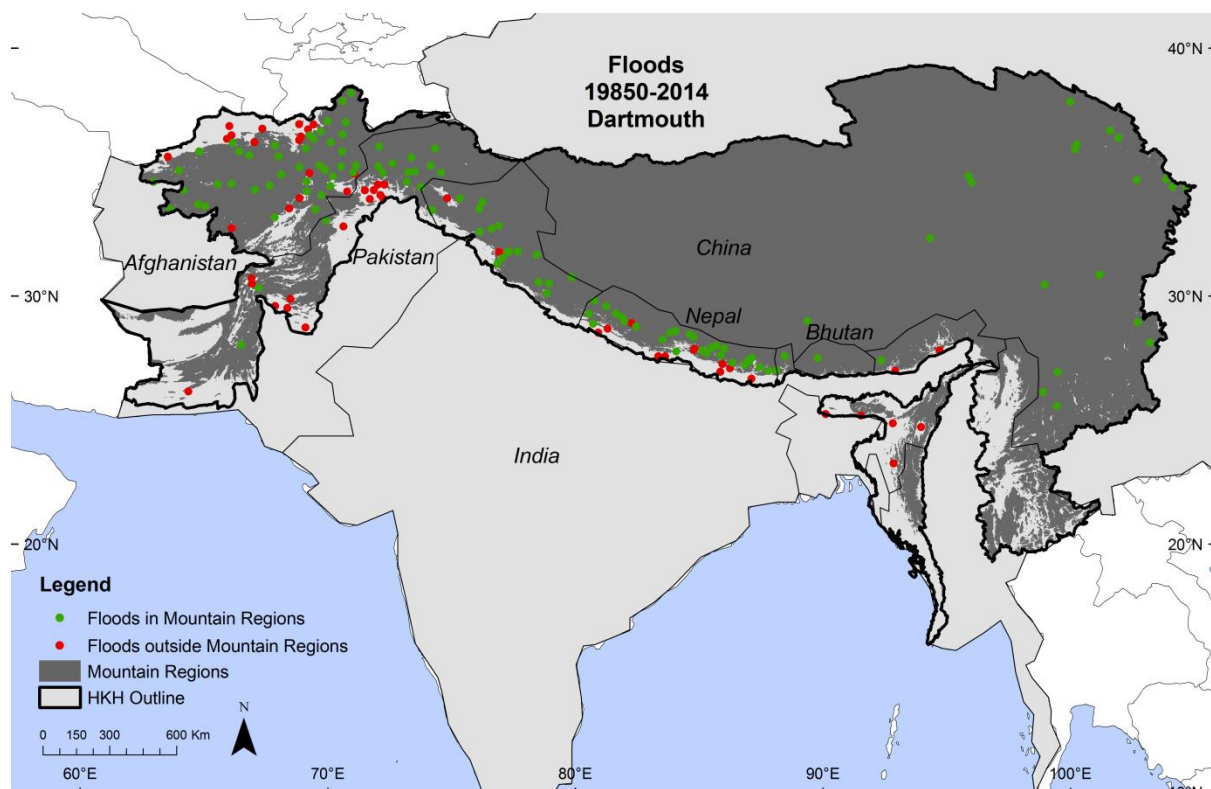 Floods
19850-2014
Dartmouth
40°N
40°N
Afghanistan
Pakistan
China
30°N
30°N
Nepal
Bhutan
India
20°N
20°N
Legend
Floods in Mountain Regions
Floods outside Mountain Regions
Mountain Regions
HKH Outline
N
0 150 300 600 Km
60°E 70°E 80°E 90°E 100°E
10°N